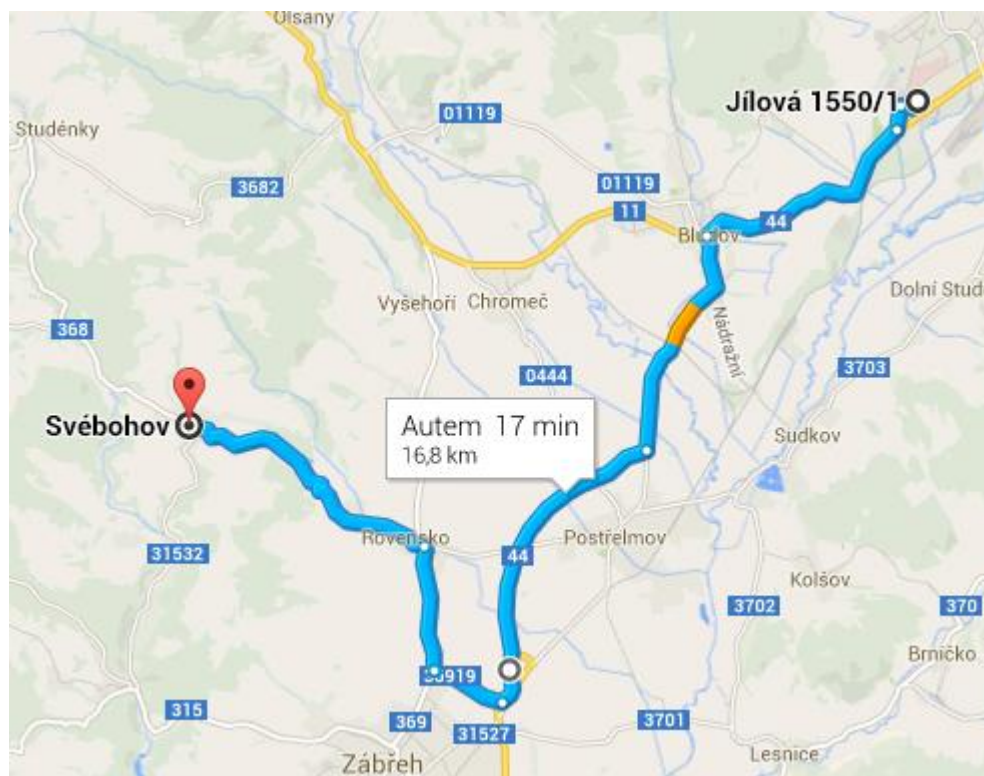 Olšany
Jílová 1550/1
01119
Studénky
3682
01119
11
44
Bludov
Dolní Stud
Vyšehoří
Chromeč
Nádražní
368
3703
0444
Svébohov
Autem 17 min
16,8 km
Sudkov
Rovensko
Postřelmov
31532
44
Kolšov
3702
370
Brníčko
315
369
31527
3701
Zábřeh
Lesnice